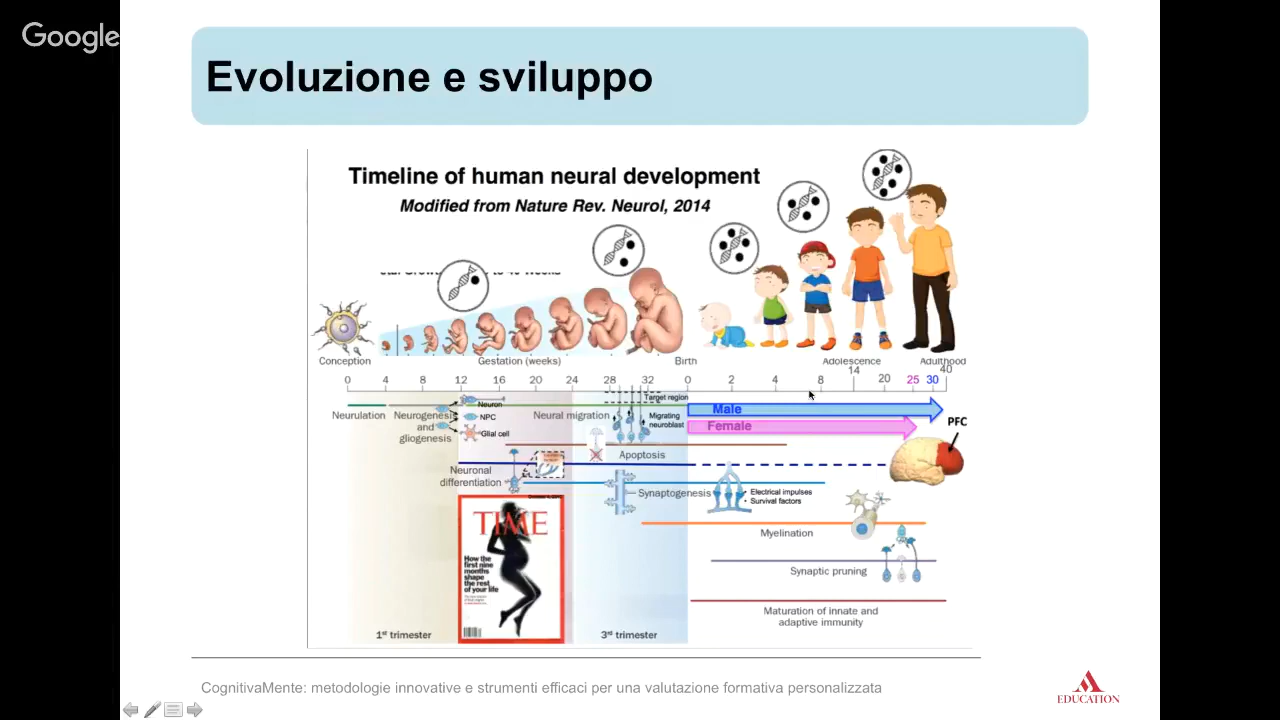 Google
Evoluzione e sviluppo
Timeline of human neural development
Modified from Nature Rev. Neurol, 2014
Conception
Gestation (weeks)
Birth
Adolescence
Adulthood
0 4 8 12 16 20 24 28 32 0 2 4 8 14 20 25 30 40
Target region
Neuron
Male
Neurulation
Neurogenesis
and
gliogenesis
NPC
Glial cell
Neural migration
Migrating
neuroblast
Female
PFC
Apoptosis
Neuronal
differentiation
Synaptogenesis
• Electrical impulses
• Survival factors
TIME
How the
first nine
months
shape
the rest
of your life
Myelination
Synaptic pruning
Maturation of innate and
adaptive immunity
1st trimester
3rd trimester
CognitivaMente: metodologie innovative e strumenti efficaci per una valutazione formativa personalizzata
EDUCATION